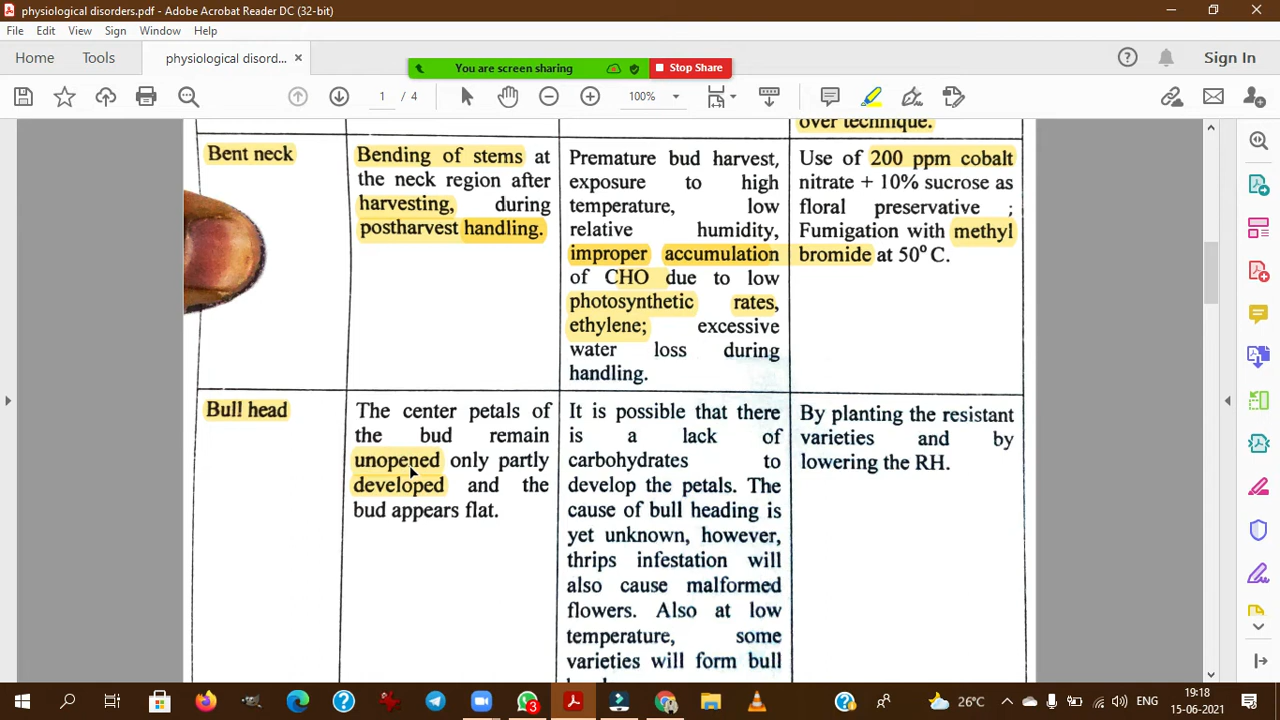 physiological disorders.pdf - Adobe Acrobat Reader DC (32-bit)
File Edit View Sign Window Help
Home Tools physiological disord... ×
You are screen sharing Stop Share
Sign In
1 / 4 100%
over technique.
Bent neck
Bending of stems at
the neck region after
harvesting, during
postharvest handling.
Premature bud harvest,
exposure to high
temperature, low
relative humidity,
improper accumulation
of CHO due to low
photosynthetic rates,
ethylene; excessive
water loss during
handling.
Use of 200 ppm cobalt
nitrate + 10% sucrose as
floral preservative ;
Fumigation with methyl
bromide at 50° C.
Bull head
The center petals of
the bud remain
unopened only partly
developed and the
bud appears flat.
It is possible that there
is a lack of
carbohydrates to
develop the petals. The
cause of bull heading is
yet unknown, however,
thrips infestation will
also cause malformed
flowers. Also at low
temperature, some
varieties will form bull
By planting the resistant
varieties and by
lowering the RH.
3
26°C
ENG
19:18
15-06-2021